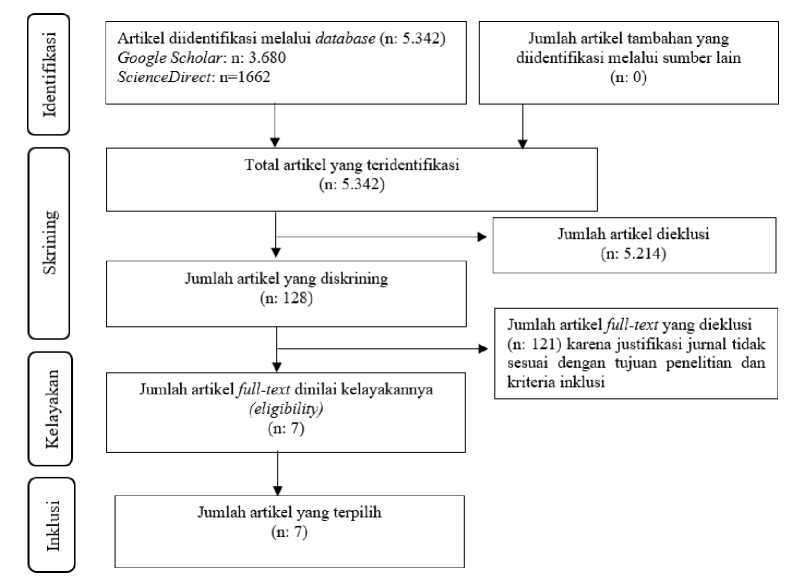 Identifikasi
Artikel diidentifikasi melalui database (n: 5.342)
Google Scholar: n: 3.680
ScienceDirect: n=1662
Jumlah artikel tambahan yang
diidentifikasi melalui sumber lain
(n: 0)
Skrining
Total artikel yang teridentifikasi
(n: 5.342)
Jumlah artikel dieklusi
(n: 5.214)
Jumlah artikel yang diskrining
(n: 128)
Jumlah artikel full-text yang dieklusi
(n: 121) karena justifikasi jurnal tidak
sesuai dengan tujuan penelitian dan
kriteria inklusi
Kelayakan
Jumlah artikel full-text dinilai kelayakannya
(eligibility)
(n: 7)
Inklusi
Jumlah artikel yang terpilih
(n: 7)